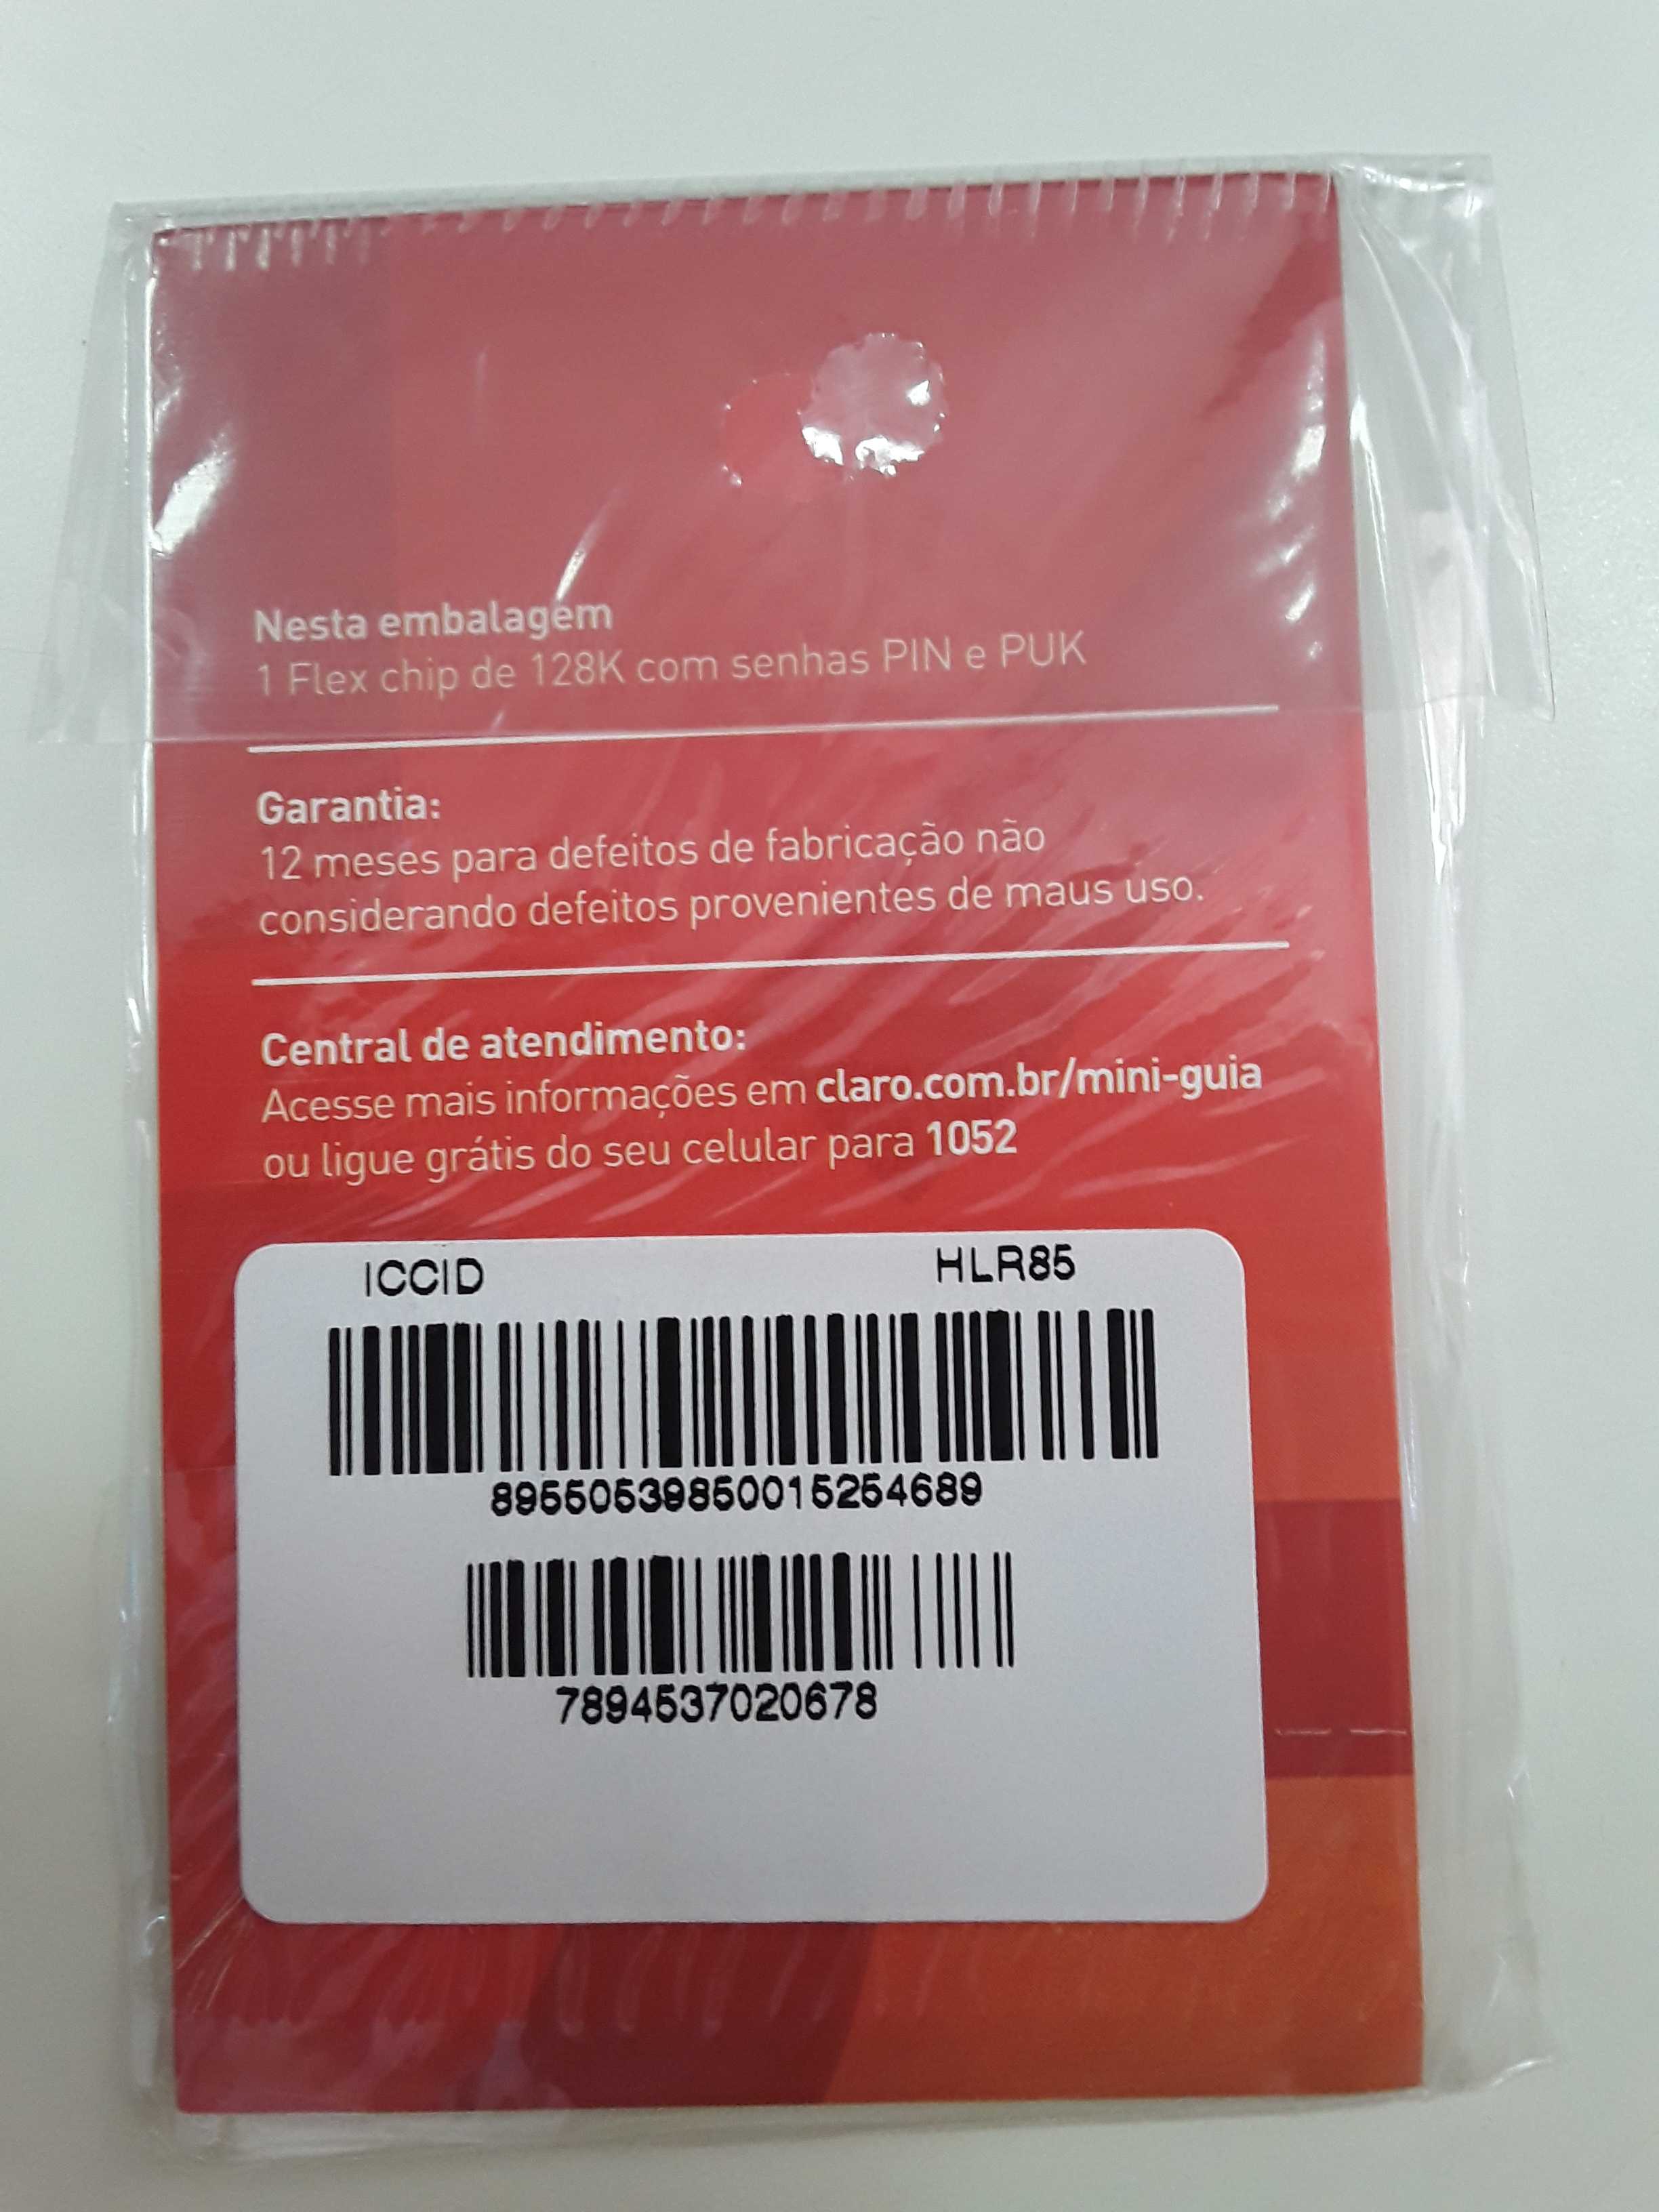 Nesta embalagem
1 Flex chip de 128K com senhas PIN e PUK
Garantia:
12 meses para defeitos de fabricação não
considerando defeitos provenientes de maus uso.
Central de atendimento:
Acesse mais informações em claro.com.br/mini-guia
ou ligue grátis do seu celular para 1052
ICCID HLR85
89550539850015254689
7894537020678